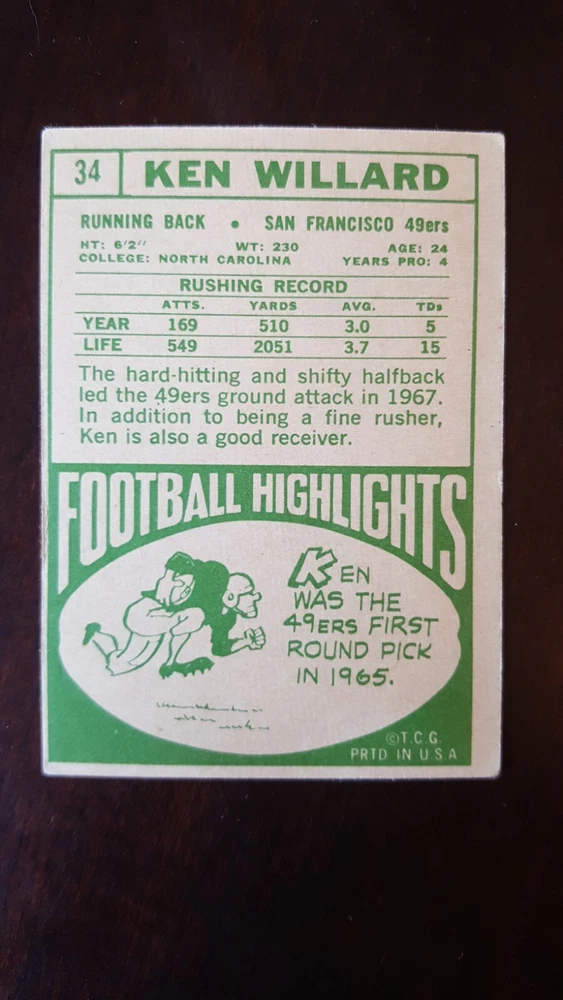 34 KEN WILLARD
RUNNING BACK • SAN FRANCISCO 49ers
HT: 6'2" WT: 230 AGE: 24
COLLEGE: NORTH CAROLINA YEARS PRO: 4
RUSHING RECORD
ATTS. YARDS AVG. TDs
YEAR 169 510 3.0 5
LIFE 549 2051 3.7 15
The hard-hitting and shifty halfback
led the 49ers ground attack in 1967.
In addition to being a fine rusher,
Ken is also a good receiver.
FOOTBALL HIGHLIGHTS
KEN
WAS THE
49ERS FIRST
ROUND PICK
IN 1965.
©T.C.G.
PRTD IN U.S.A